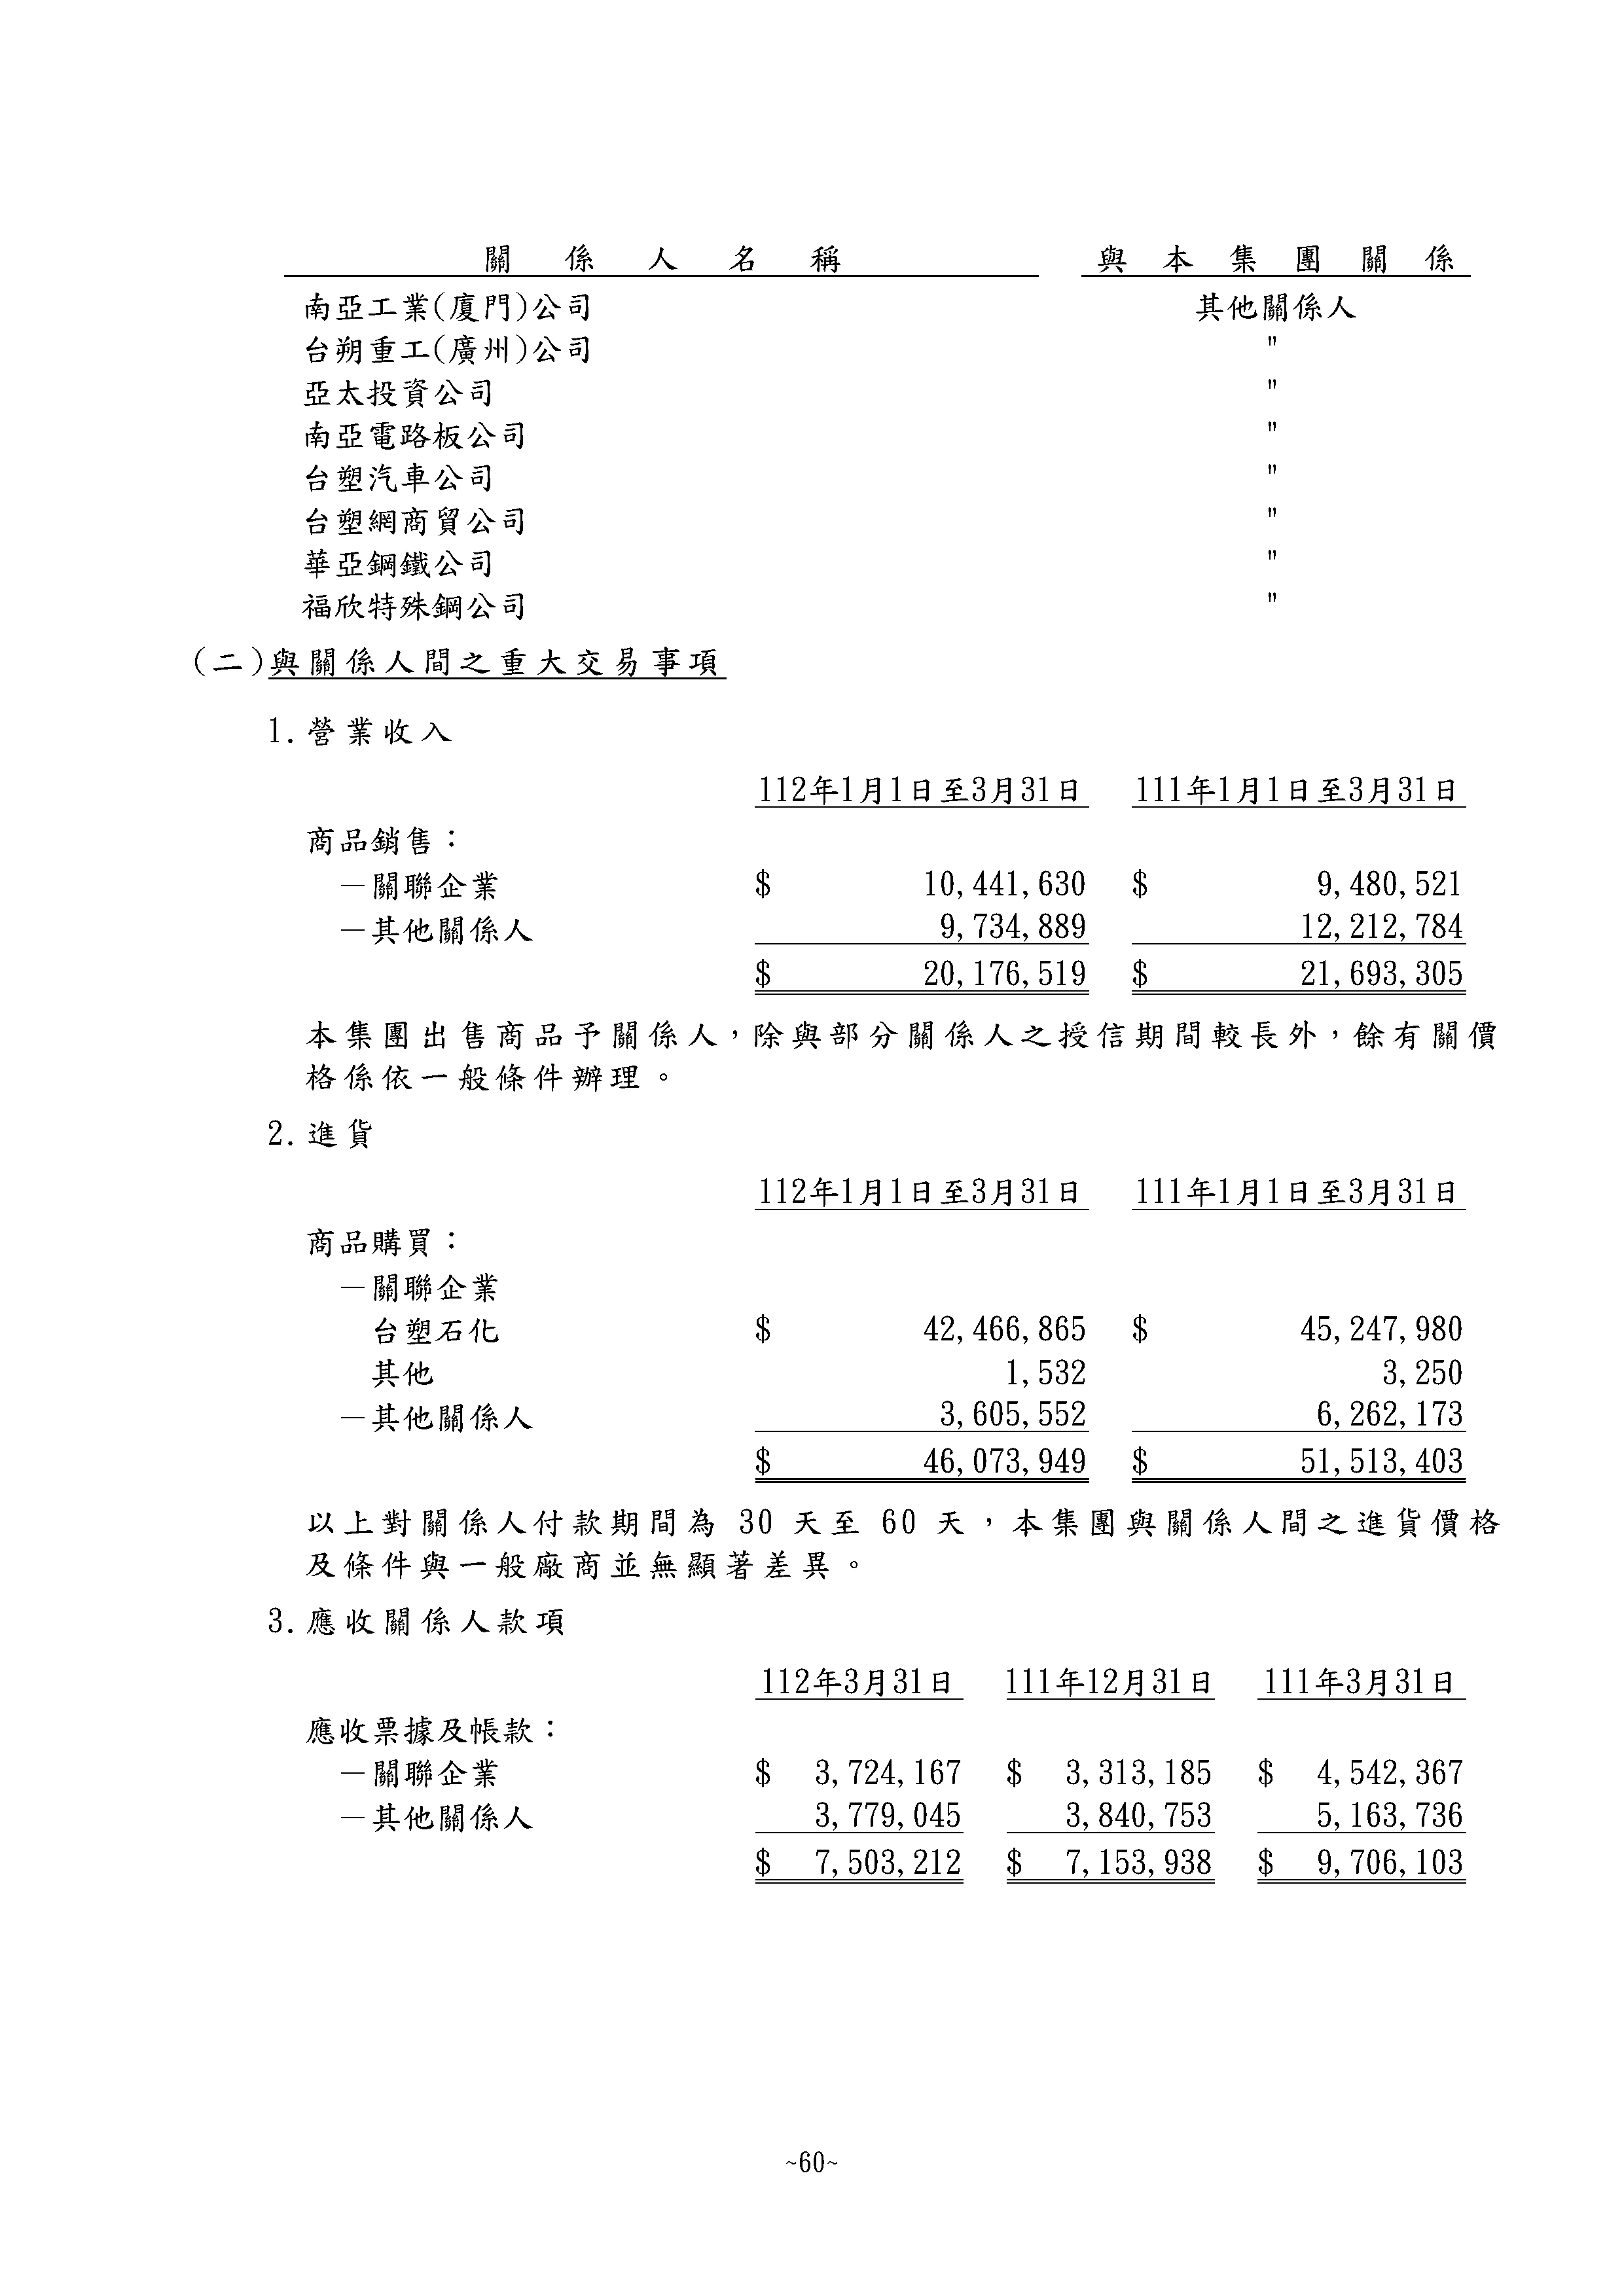 關係人名稱 與本集團關係
南亞工業(廈門)公司 其他關係人
台朔重工(廣州)公司 "
亞太投資公司 "
南亞電路板公司 "
台塑汽車公司 "
台塑網商貿公司 "
華亞鋼鐵公司 "
福欣特殊鋼公司 "
(二)與關係人間之重大交易事項
1.營業收入
112年1月1日至3月31日 111年1月1日至3月31日
商品銷售：
－關聯企業 $ 10,441,630 $ 9,480,521
－其他關係人 9,734,889 12,212,784
$ 20,176,519 $ 21,693,305
本集團出售商品予關係人，除與部分關係人之授信期間較長外，餘有關價
格係依一般條件辦理。
2.進貨
112年1月1日至3月31日 111年1月1日至3月31日
商品購買：
－關聯企業
台塑石化 $ 42,466,865 $ 45,247,980
其他 1,532 3,250
－其他關係人 3,605,552 6,262,173
$ 46,073,949 $ 51,513,403
以上對關係人付款期間為 30 天至 60 天，本集團與關係人間之進貨價格
及條件與一般廠商並無顯著差異。
3.應收關係人款項
112年3月31日 111年12月31日 111年3月31日
應收票據及帳款：
－關聯企業 $ 3,724,167 $ 3,313,185 $ 4,542,367
－其他關係人 3,779,045 3,840,753 5,163,736
$ 7,503,212 $ 7,153,938 $ 9,706,103
~60~